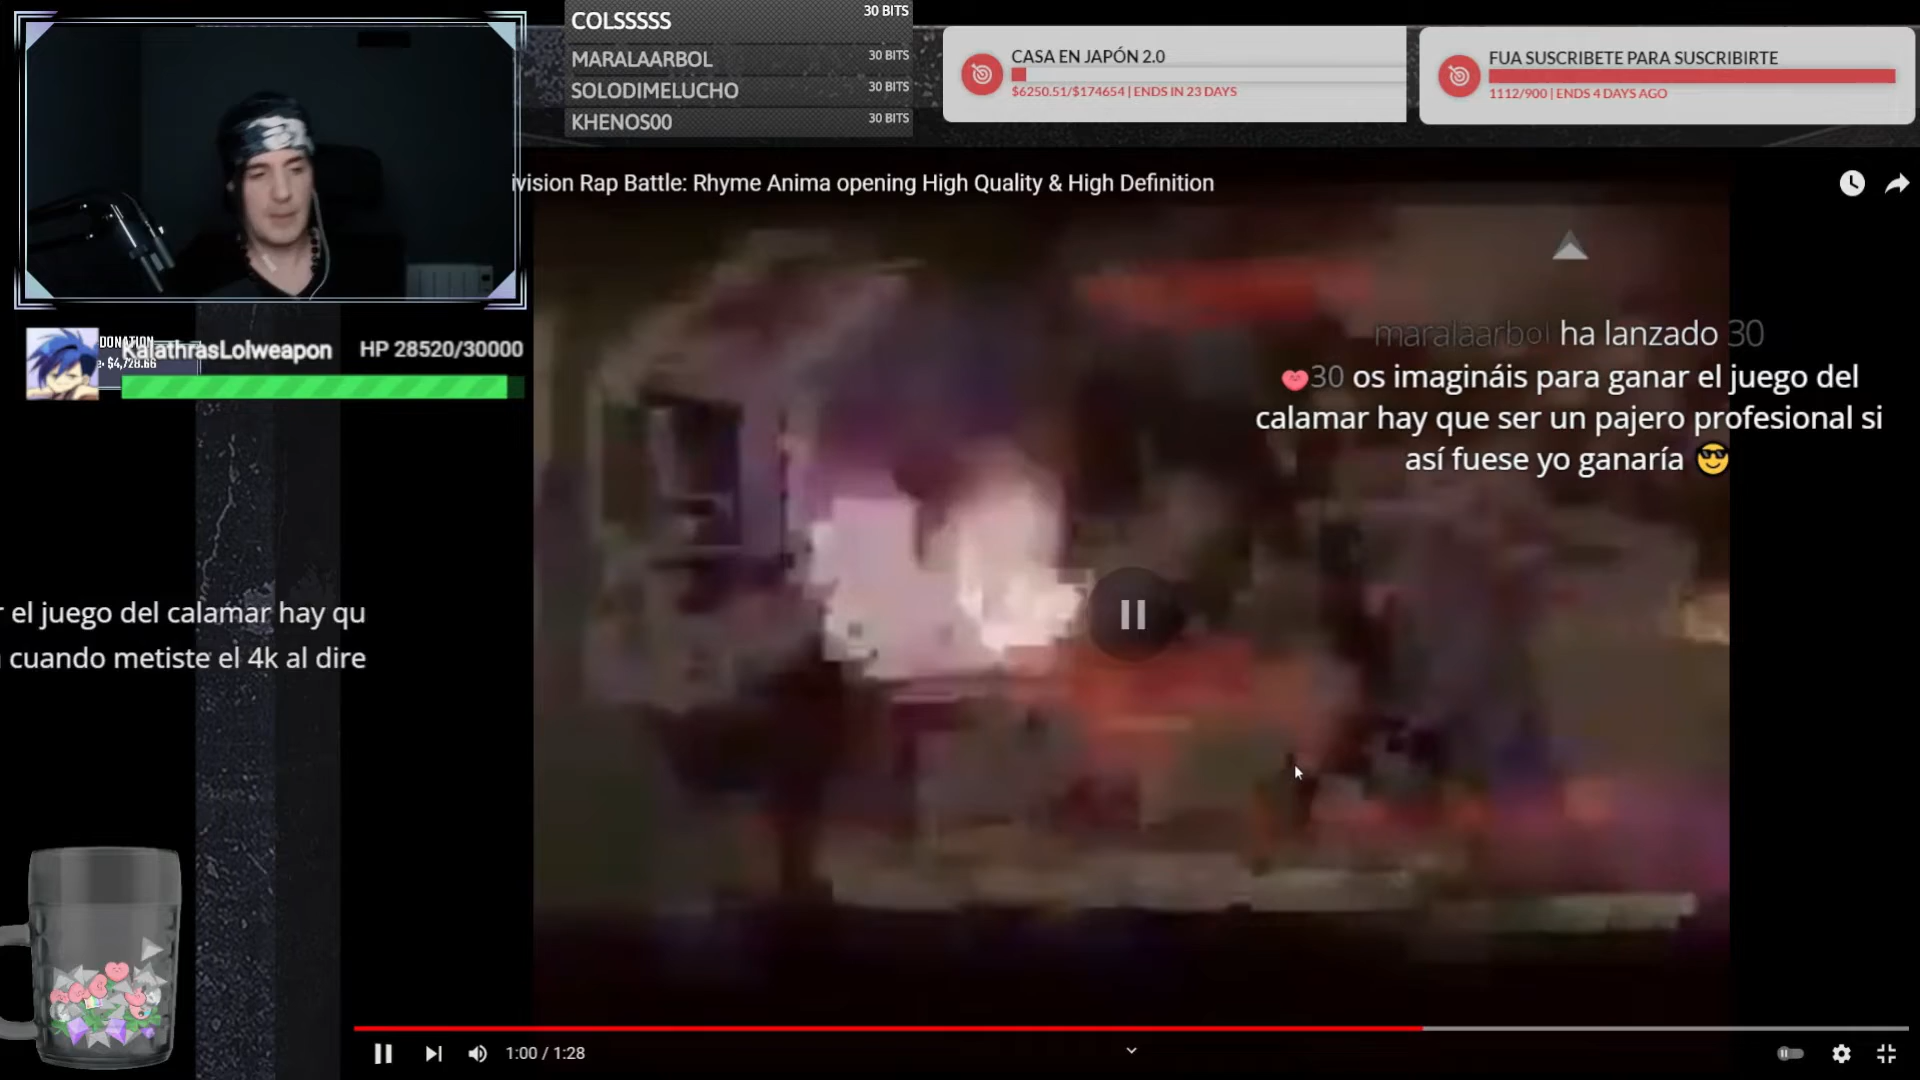 COLSSSSS 30 BITS
MARALAARBOL 30 BITS
SOLODIMELUCHO 30 BITS
KHENOS00 30 BITS
CASA EN JAPÓN 2.0
$6250.51/$174654 | ENDS IN 23 DAYS
FUA SUSCRIBETE PARA SUSCRIBIRTE
1112/900 | ENDS 4 DAYS AGO
ivision Rap Battle: Rhyme Anima opening High Quality & High Definition
DONATION
$4,728.66
KalathrasLolweapon HP 28520/30000
maralaarbol ha lanzado 30
30 os imagináis para ganar el juego del
calamar hay que ser un pajero profesional si
así fuese yo ganaría 😎
r el juego del calamar hay qu
cuando metiste el 4k al dire
1:00 / 1:28